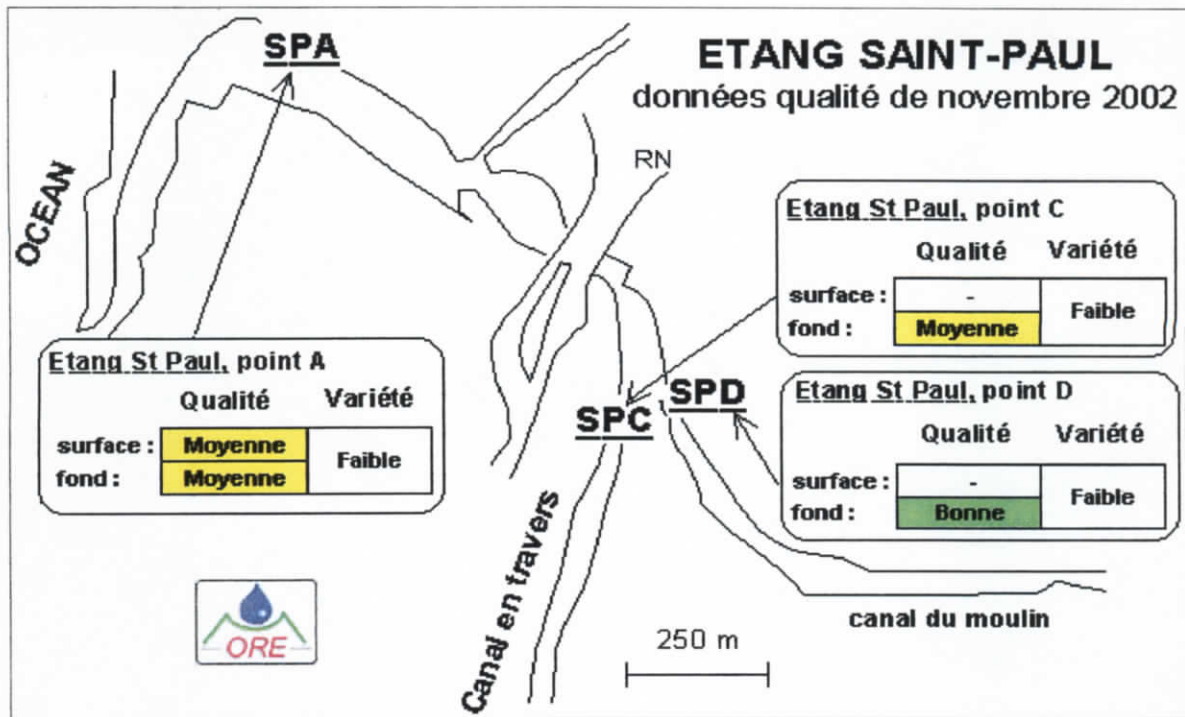 ETANG SAINT-PAUL
données qualité de novembre 2002
SPA
RN
OCEAN
Etang St Paul, point C
Qualité Variété
surface : - Faible
fond : Moyenne
Etang St Paul, point A
Qualité Variété
surface : Moyenne Faible
fond : Moyenne
SPC
SPD
Etang St Paul, point D
Qualité Variété
surface : - Faible
fond : Bonne
Canal en travers
canal du moulin
250 m
ORE